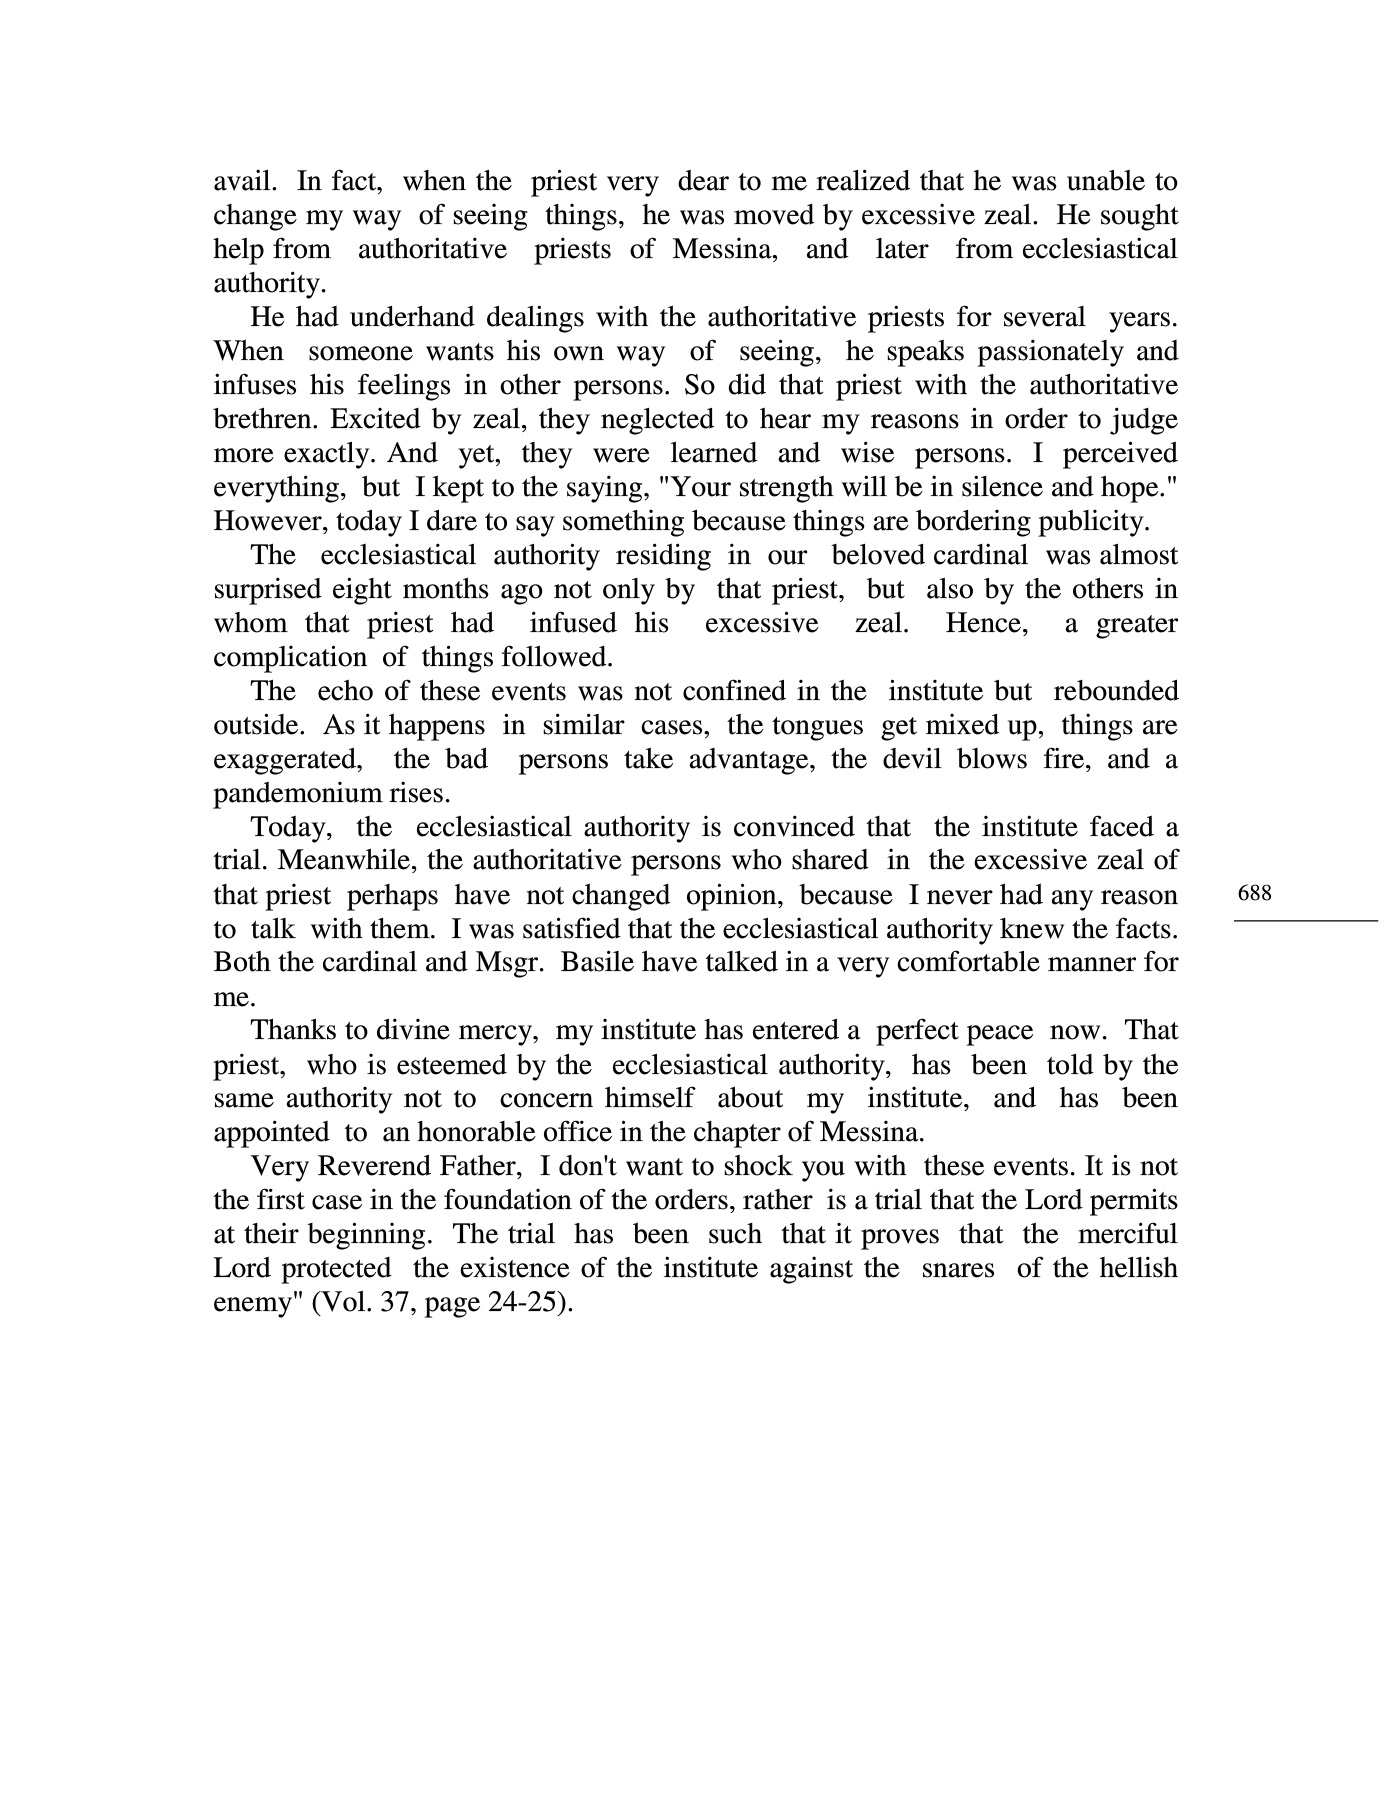 avail. In fact, when the priest very dear to me realized that he was unable to
change my way of seeing things, he was moved by excessive zeal. He sought
help from authoritative priests of Messina, and later from ecclesiastical
authority.
He had underhand dealings with the authoritative priests for several years.
When someone wants his own way of seeing, he speaks passionately and
infuses his feelings in other persons. So did that priest with the authoritative
brethren. Excited by zeal, they neglected to hear my reasons in order to judge
more exactly. And yet, they were learned and wise persons. I perceived
everything, but I kept to the saying, "Your strength will be in silence and hope."
However, today I dare to say something because things are bordering publicity.
The ecclesiastical authority residing in our beloved cardinal was almost
surprised eight months ago not only by that priest, but also by the others in
whom that priest had infused his excessive zeal. Hence, a greater
complication of things followed.
The echo of these events was not confined in the institute but rebounded
outside. As it happens in similar cases, the tongues get mixed up, things are
exaggerated, the bad persons take advantage, the devil blows fire, and a
pandemonium rises.
Today, the ecclesiastical authority is convinced that the institute faced a
trial. Meanwhile, the authoritative persons who shared in the excessive zeal of
that priest perhaps have not changed opinion, because I never had any reason
to talk with them. I was satisfied that the ecclesiastical authority knew the facts.
Both the cardinal and Msgr. Basile have talked in a very comfortable manner for
me.
Thanks to divine mercy, my institute has entered a perfect peace now. That
priest, who is esteemed by the ecclesiastical authority, has been told by the
same authority not to concern himself about my institute, and has been
appointed to an honorable office in the chapter of Messina.
Very Reverend Father, I don't want to shock you with these events. It is not
the first case in the foundation of the orders, rather is a trial that the Lord permits
at their beginning. The trial has been such that it proves that the merciful
Lord protected the existence of the institute against the snares of the hellish
enemy" (Vol. 37, page 24-25).
688